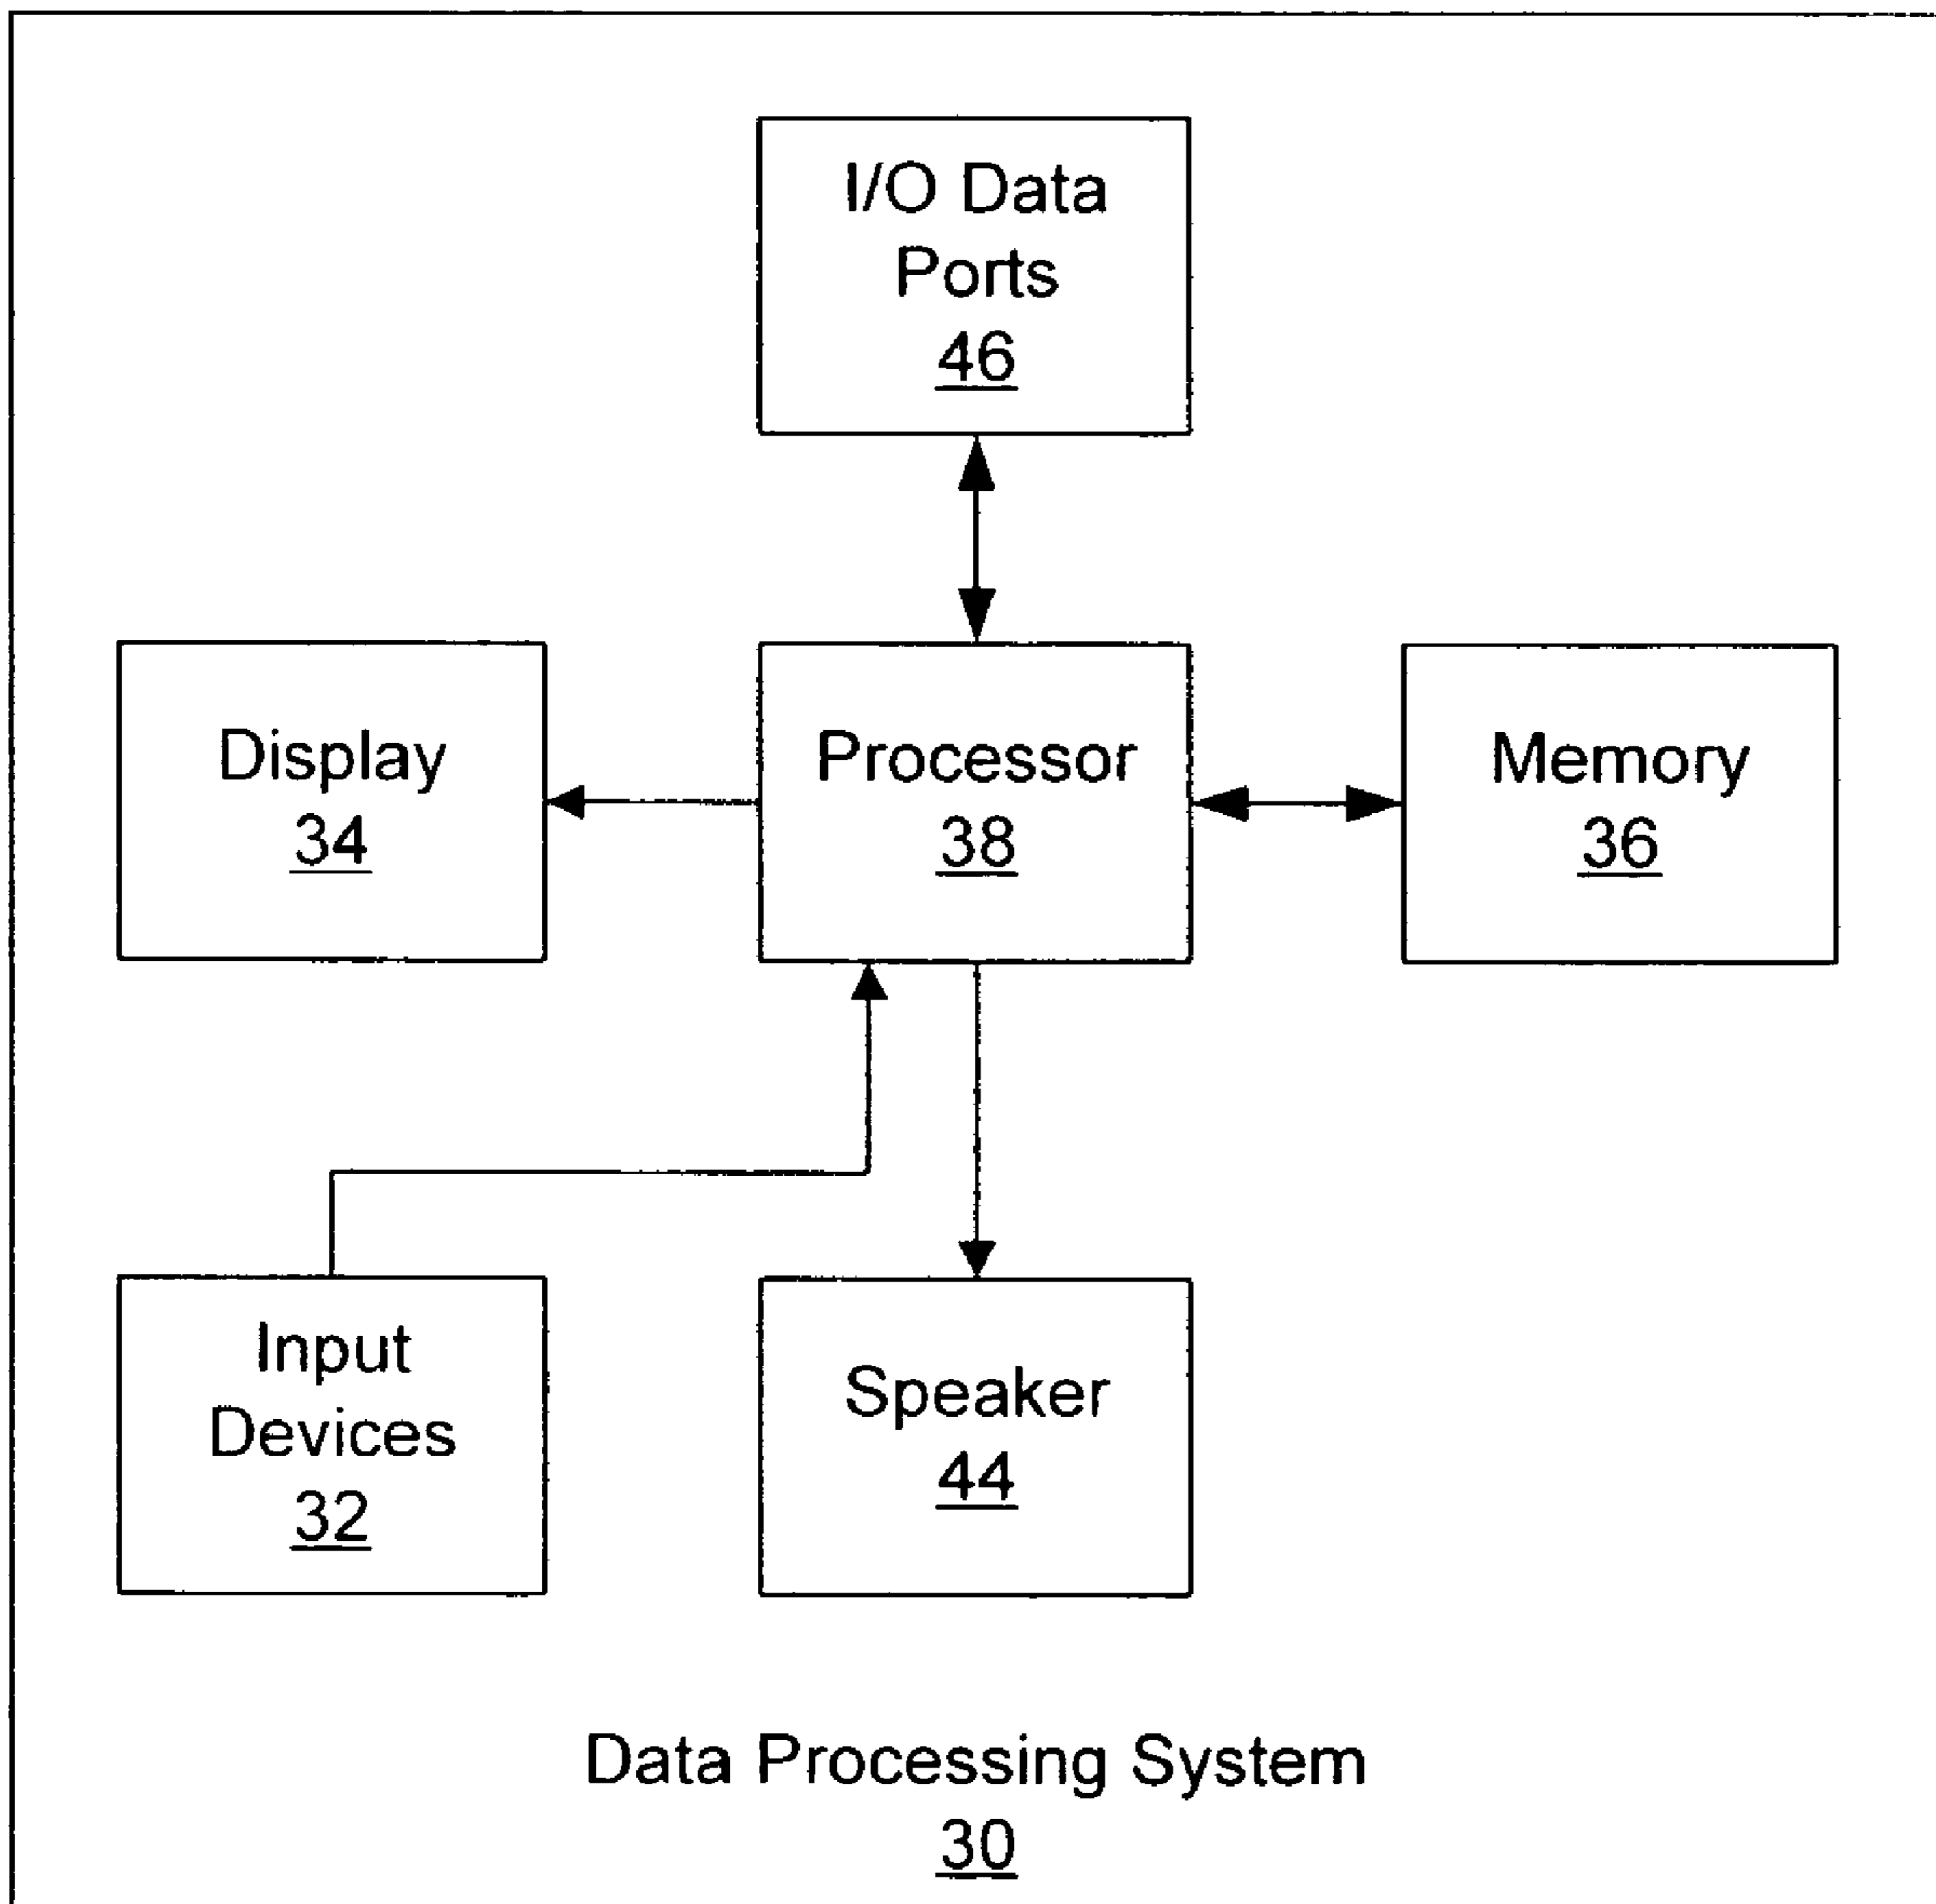 I/O Data
Ports
46
Display
34
Processor
38
Memory
36
Input
Devices
32
Speaker
44
Data Processing System
30